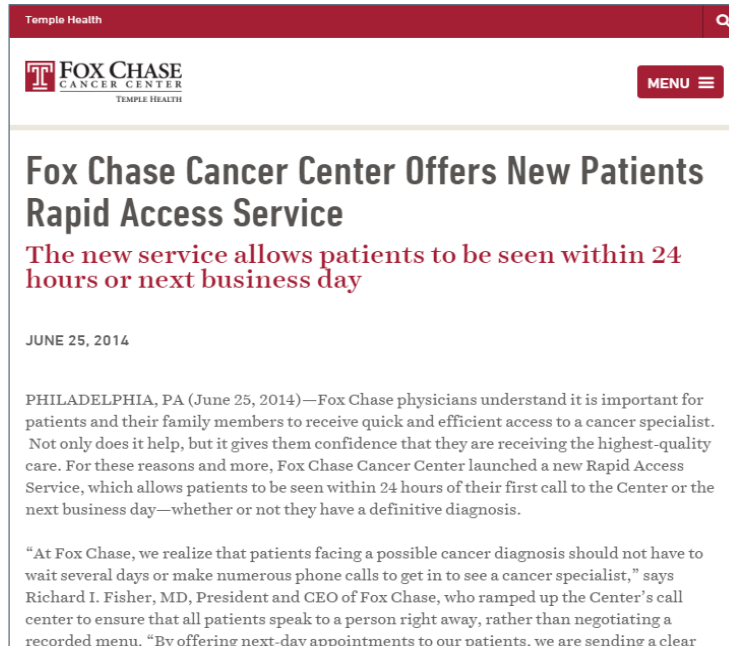 Temple Health
FOX CHASE
CANCER CENTER
TEMPLE HEALTH
MENU
Fox Chase Cancer Center Offers New Patients
Rapid Access Service
The new service allows patients to be seen within 24
hours or next business day
JUNE 25, 2014
PHILADELPHIA, PA (June 25, 2014)—Fox Chase physicians understand it is important for
patients and their family members to receive quick and efficient access to a cancer specialist.
Not only does it help, but it gives them confidence that they are receiving the highest-quality
care. For these reasons and more, Fox Chase Cancer Center launched a new Rapid Access
Service, which allows patients to be seen within 24 hours of their first call to the Center or the
next business day—whether or not they have a definitive diagnosis.
“At Fox Chase, we realize that patients facing a possible cancer diagnosis should not have to
wait several days or make numerous phone calls to get in to see a cancer specialist,” says
Richard I. Fisher, MD, President and CEO of Fox Chase, who ramped up the Center’s call
center to ensure that all patients speak to a person right away, rather than negotiating a
recorded menu. “By offering next-day appointments to our patients, we are sending a clear